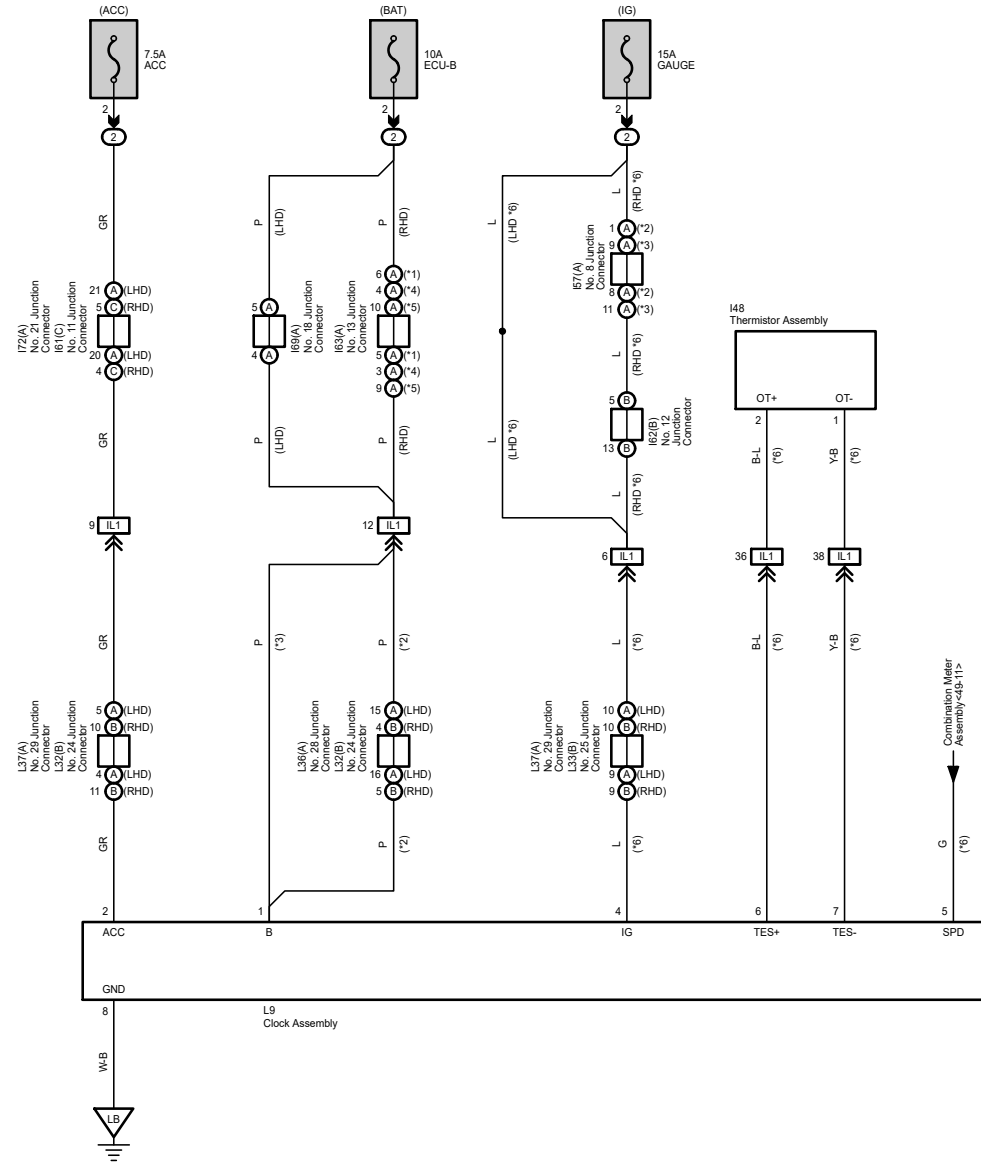 (ACC)
(BAT)
(IG)
7.5A
ACC
10A
ECU-B
15A
GAUGE
2
2
2
2
2
2
GR
P
(LHD)
P
(RHD)
L
(LHD *6)
L
(RHD *6)
1 A (*2)
9 A (*3)
I57(A)
No. 8 Junction
Connector
8 A (*2)
11 A (*3)
21 A (LHD)
5 C (RHD)
I72(A)
No. 21 Junction
Connector
I61(C)
No. 11 Junction
Connector
20 A (LHD)
4 C (RHD)
5 A
4 A
I69(A)
No. 18 Junction
Connector
6 A (*1)
4 A (*4)
10 A (*5)
I63(A)
No. 13 Junction
Connector
5 A (*1)
3 A (*4)
9 A (*5)
I48
Thermistor Assembly
OT+
OT-
2
1
L
(RHD *6)
5 B
13 B
I62(B)
No. 12
Junction
Connector
GR
P
(LHD)
P
(RHD)
L
(LHD *6)
L
(RHD *6)
B-L
(*6)
Y-B
(*6)
9 IL1
12 IL1
6 IL1
36 IL1
38 IL1
GR
P
(*3)
P
(*2)
L
(*6)
B-L
(*6)
Y-B
(*6)
Combination Meter
Assembly<49-11>
5 A (LHD)
10 B (RHD)
L37(A)
No. 29 Junction
Connector
L32(B)
No. 24 Junction
Connector
4 A (LHD)
11 B (RHD)
15 A (LHD)
4 B (RHD)
L36(A)
No. 28 Junction
Connector
L32(B)
No. 24 Junction
Connector
16 A (LHD)
5 B (RHD)
10 A (LHD)
10 B (RHD)
L37(A)
No. 29 Junction
Connector
L33(B)
No. 25 Junction
Connector
9 A (LHD)
9 B (RHD)
GR
P
(*2)
L
(*6)
G
(*6)
2
1
4
6
7
5
ACC
B
IG
TES+
TES-
SPD
GND
8
L9
Clock Assembly
W-B
LB